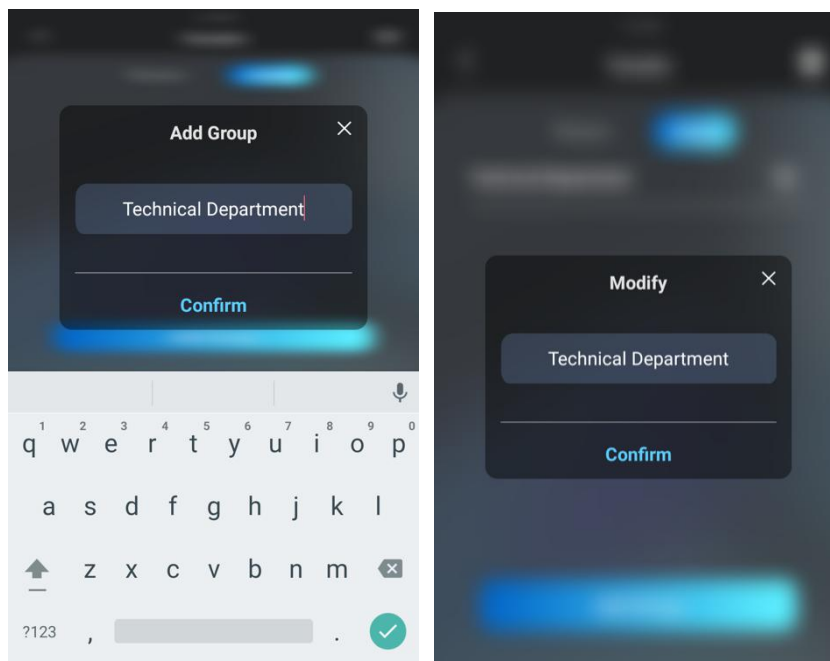 Add Group
Technical Department
Confirm
1 2 3 4 5 6 7 8 9 0
q w e r t y u i o p
a s d f g h j k l
z x c v b n m
?123 , .
Modify
Technical Department
Confirm